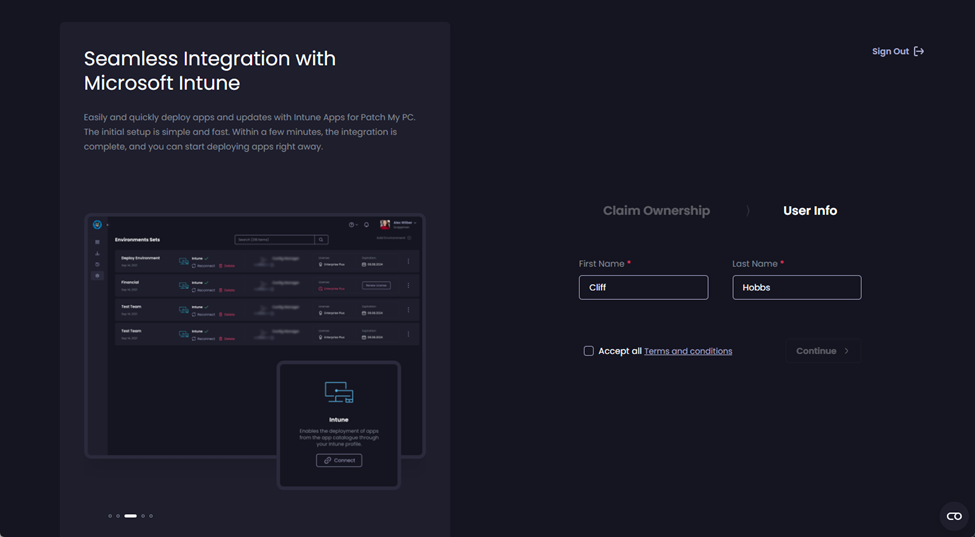 Seamless Integration with
Microsoft Intune
Easily and quickly deploy apps and updates with Intune Apps for Patch My PC.
The initial setup is simple and fast. Within a few minutes, the integration is
complete, and you can start deploying apps right away.
Environments Sets
Deploy Environment
Intune
Reconnect Delete
Enterprise Plus
Financial
Intune
Reconnect Delete
Enterprise Plus
Test Team
Intune
Reconnect Delete
Enterprise Plus
Test Team
Intune
Reconnect Delete
Enterprise Plus
Intune
Enables the deployment of apps
from the app catalogue through
your Intune profile.
Connect
Sign Out
Claim Ownership User Info
First Name * Last Name *
Cliff Hobbs
Accept all Terms and conditions Continue